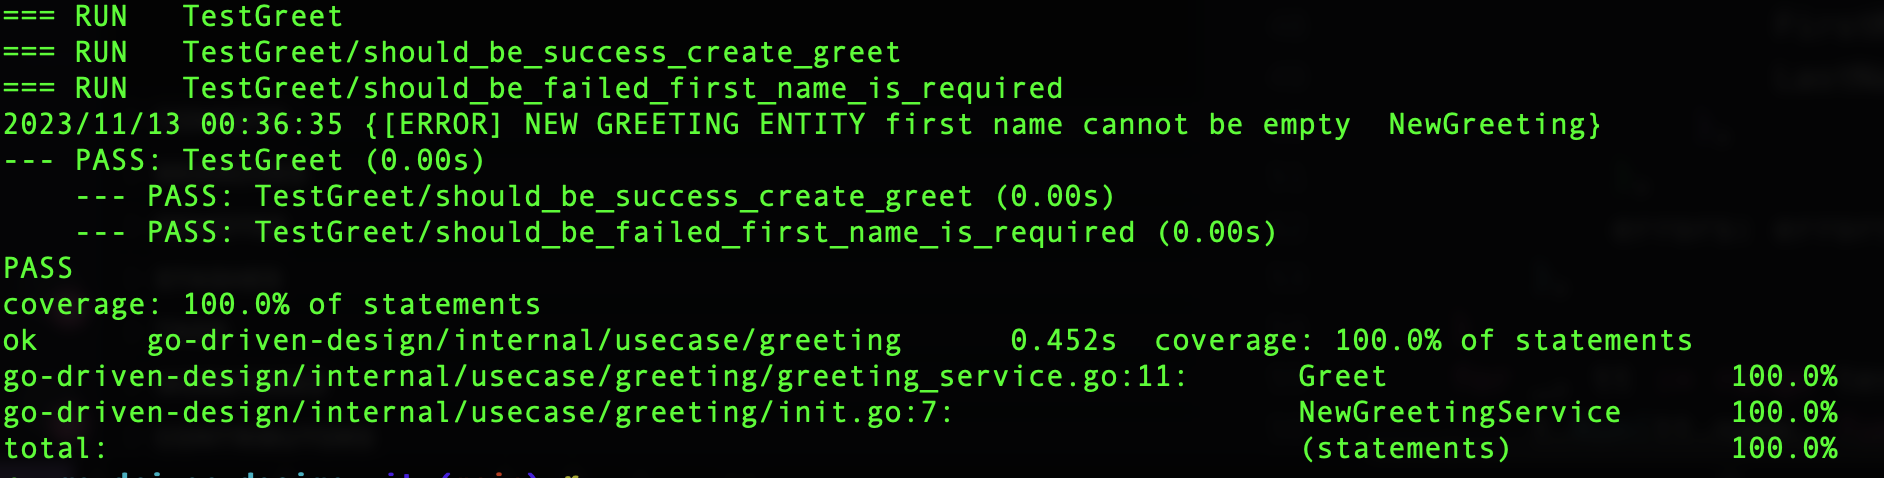 === RUN   TestGreet
=== RUN   TestGreet/should_be_success_create_greet
=== RUN   TestGreet/should_be_failed_first_name_is_required
2023/11/13 00:36:35 {[ERROR] NEW GREETING ENTITY first name cannot be empty  NewGreeting}
--- PASS: TestGreet (0.00s)
    --- PASS: TestGreet/should_be_success_create_greet (0.00s)
    --- PASS: TestGreet/should_be_failed_first_name_is_required (0.00s)
PASS
coverage: 100.0% of statements
ok      go-driven-design/internal/usecase/greeting      0.452s  coverage: 100.0% of statements
go-driven-design/internal/usecase/greeting/greeting_service.go:11:      Greet                   100.0%
go-driven-design/internal/usecase/greeting/init.go:7:                   NewGreetingService      100.0%
total:                                                                  (statements)            100.0%